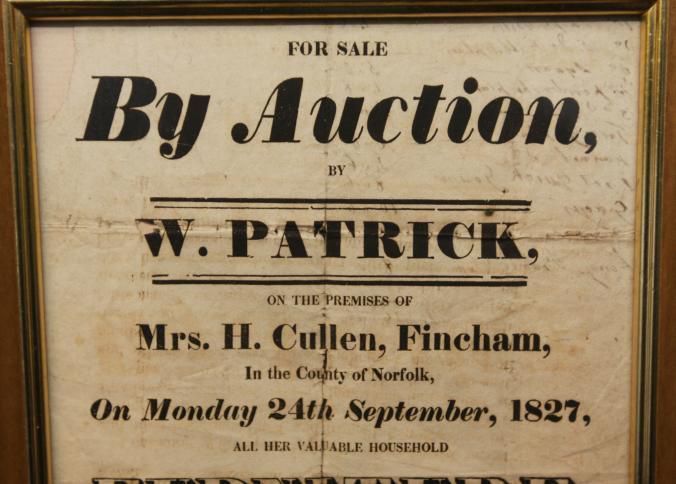 FOR SALE
By Auction,
BY
W. PATRICK,
ON THE PREMISES OF
Mrs. H. Cullen, Fincham,
In the County of Norfolk,
On Monday 24th September, 1827,
ALL HER VALUABLE HOUSEHOLD